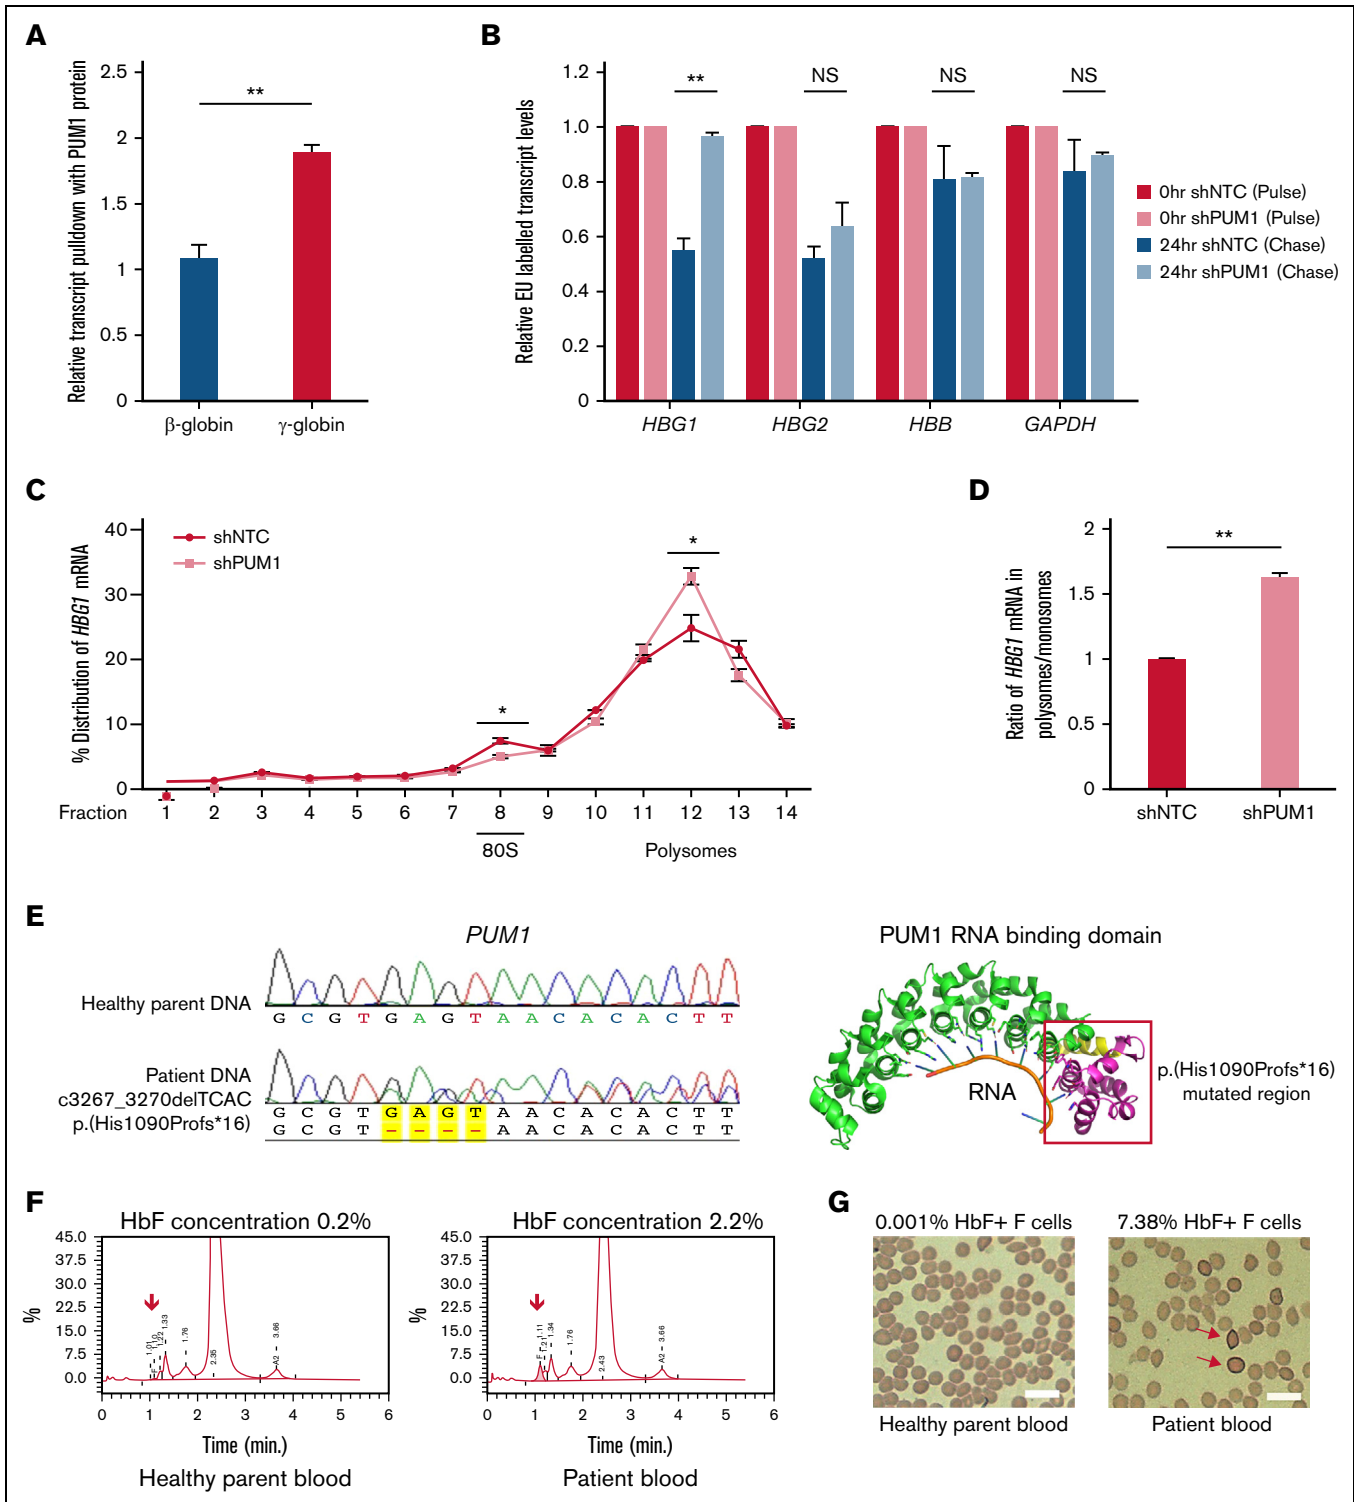 A
Relative transcript pulldown with PUM1 protein
2.5
2
1.5
1
0.5
0
**
β-globin γ-globin
B
Relative EU labelled transcript levels
1.2
1.0
0.8
0.6
0.4
0.2
0
** NS NS NS
HBG1 HBG2 HBB GAPDH
0hr shNTC (Pulse)
0hr shPUM1 (Pulse)
24hr shNTC (Chase)
24hr shPUM1 (Chase)
C
% Distribution of HBG1 mRNA
40
30
20
10
0
shNTC
shPUM1
*
*
Fraction 1 2 3 4 5 6 7 8 9 10 11 12 13 14
80S Polysomes
D
Ratio of HBG1 mRNA in
polysomes/monosomes
2
1.5
1
0.5
0
**
shNTC shPUM1
E
PUM1
Healthy parent DNA
G C G T G A G T A A C A C A C T T
Patient DNA
c3267_3270delTCAC
p.(His1090Profs*16)
G C G T G A G T A A C A C A C T T
G C G T - - - - A A C A C A C T T
PUM1 RNA binding domain
RNA
p.(His1090Profs*16)
mutated region
F
HbF concentration 0.2%
%
45.0
37.5
30.0
22.5
15.0
7.5
0.0
1.01
F
1.22
1.33
1.76
2.35
A2 3.66
0 1 2 3 4 5 6
Time (min.)
Healthy parent blood
HbF concentration 2.2%
%
45.0
37.5
30.0
22.5
15.0
7.5
0.0
F 1.11
1.21
1.34
1.76
2.43
A2 3.66
0 1 2 3 4 5 6
Time (min.)
Patient blood
G
0.001% HbF+ F cells
Healthy parent blood
7.38% HbF+ F cells
Patient blood